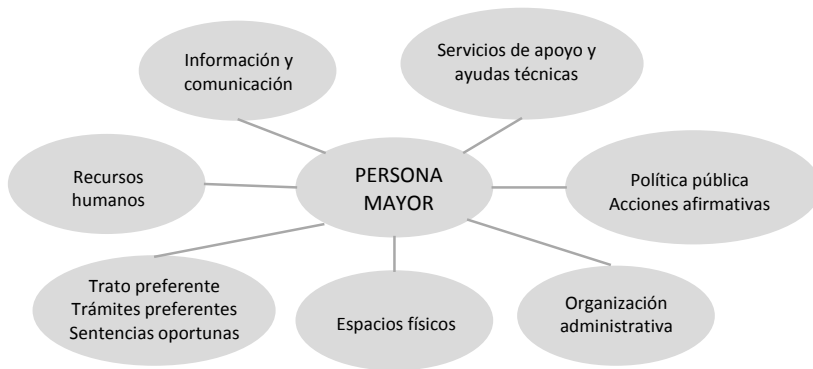 Información y
comunicación
Servicios de apoyo y
ayudas técnicas
Recursos
humanos
PERSONA
MAYOR
Política pública
Acciones afirmativas
Trato preferente
Trámites preferentes
Sentencias oportunas
Espacios físicos
Organización
administrativa